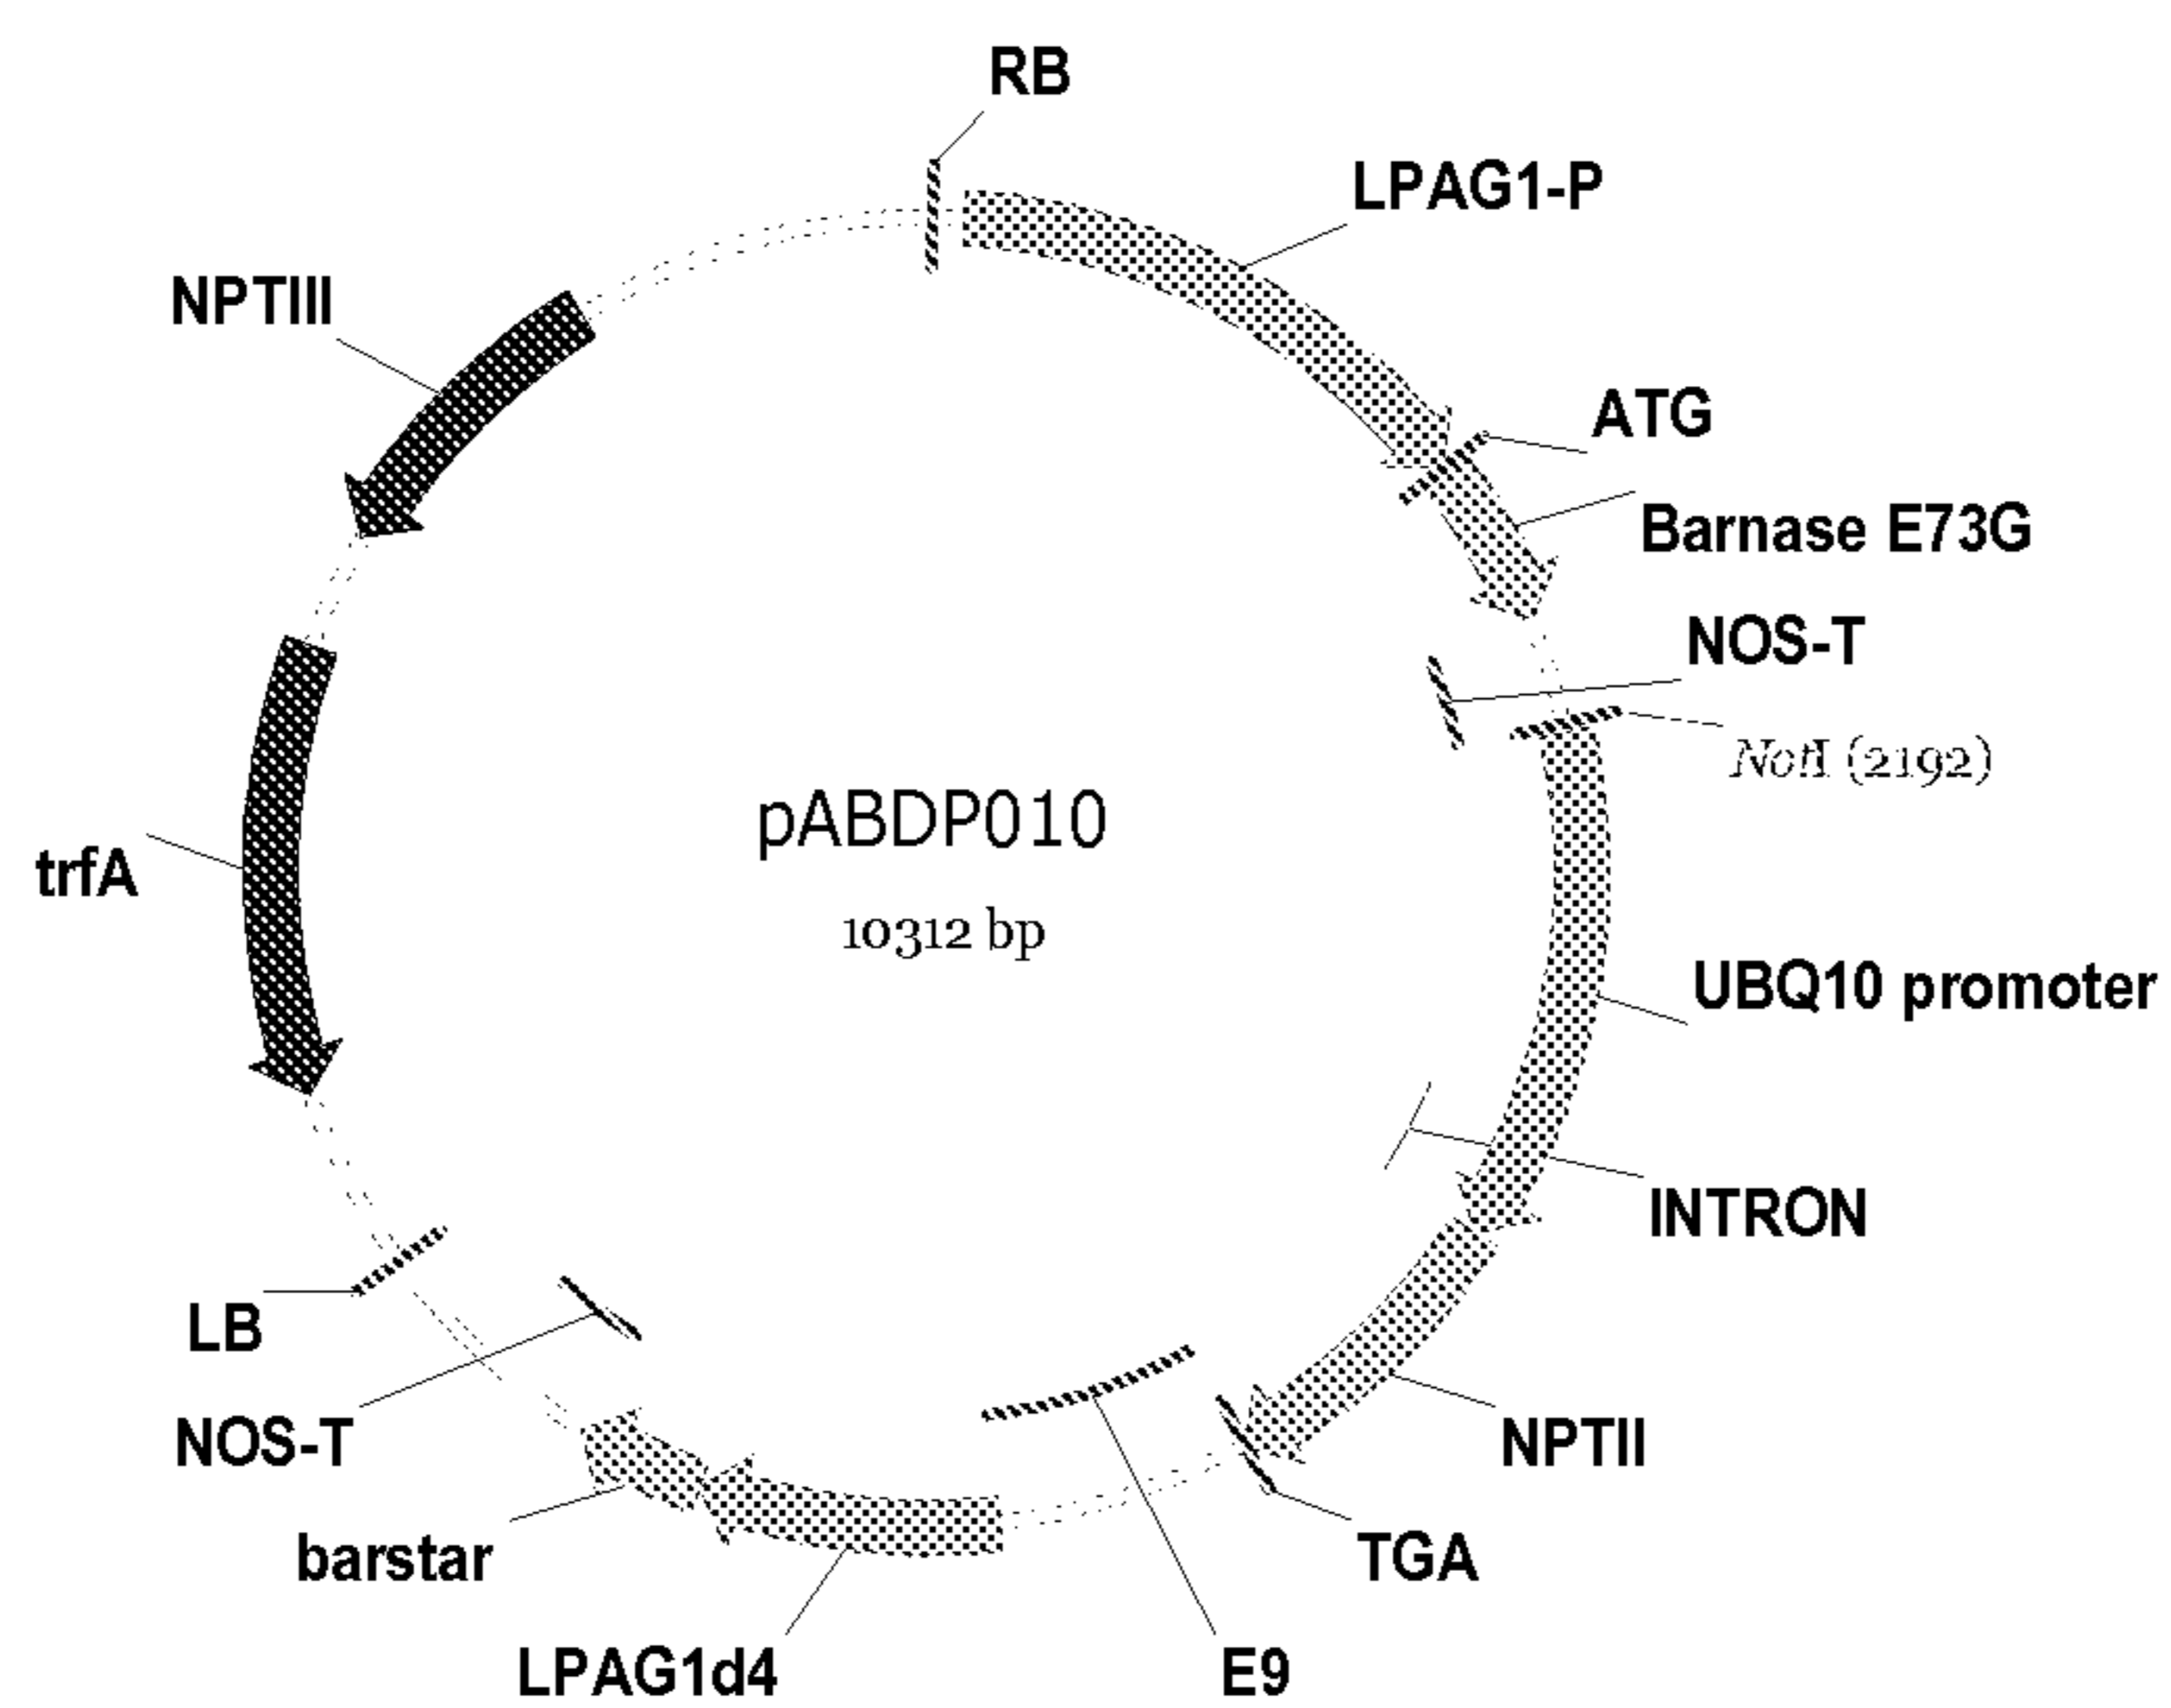 RB
LPAG1-P
NPTIII
ATG
Barnase E73G
NOS-T
NotI (2192)
pABDP010
trfA
10312 bp
UBQ10 promoter
INTRON
LB
NOS-T
NPTII
barstar
TGA
LPAG1d4
E9